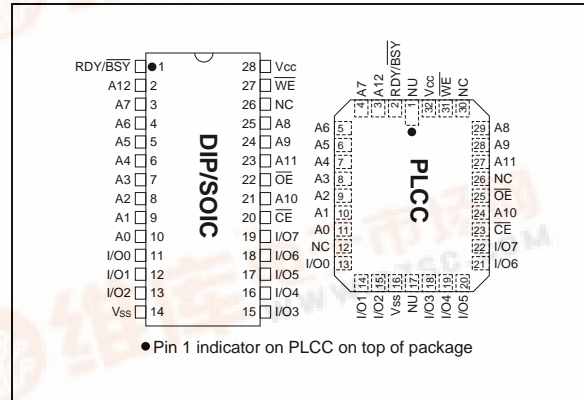 RDY/BSY 1
A12 2
A7 3
A6 4
A5 5
A4 6
A3 7
A2 8
A1 9
A0 10
I/O0 11
I/O1 12
I/O2 13
VSS 14
DIP/SOIC
28 Vcc
27 WE
26 NC
25 A8
24 A9
23 A11
22 OE
21 A10
20 CE
19 I/O7
18 I/O6
17 I/O5
16 I/O4
15 I/O3
4 A7
3 A12
2 RDY/BSY
1 NU
32 Vcc
31 WE
30 NC
A6 5
A5 6
A4 7
A3 8
A2 9
A1 10
A0 11
NC 12
I/O0 13
PLCC
29 A8
28 A9
27 A11
26 NC
25 OE
24 A10
23 CE
22 I/O7
21 I/O6
I/O1 14
I/O2 15
Vss 16
NU 17
I/O3 18
I/O4 19
I/O5 20
● Pin 1 indicator on PLCC on top of package